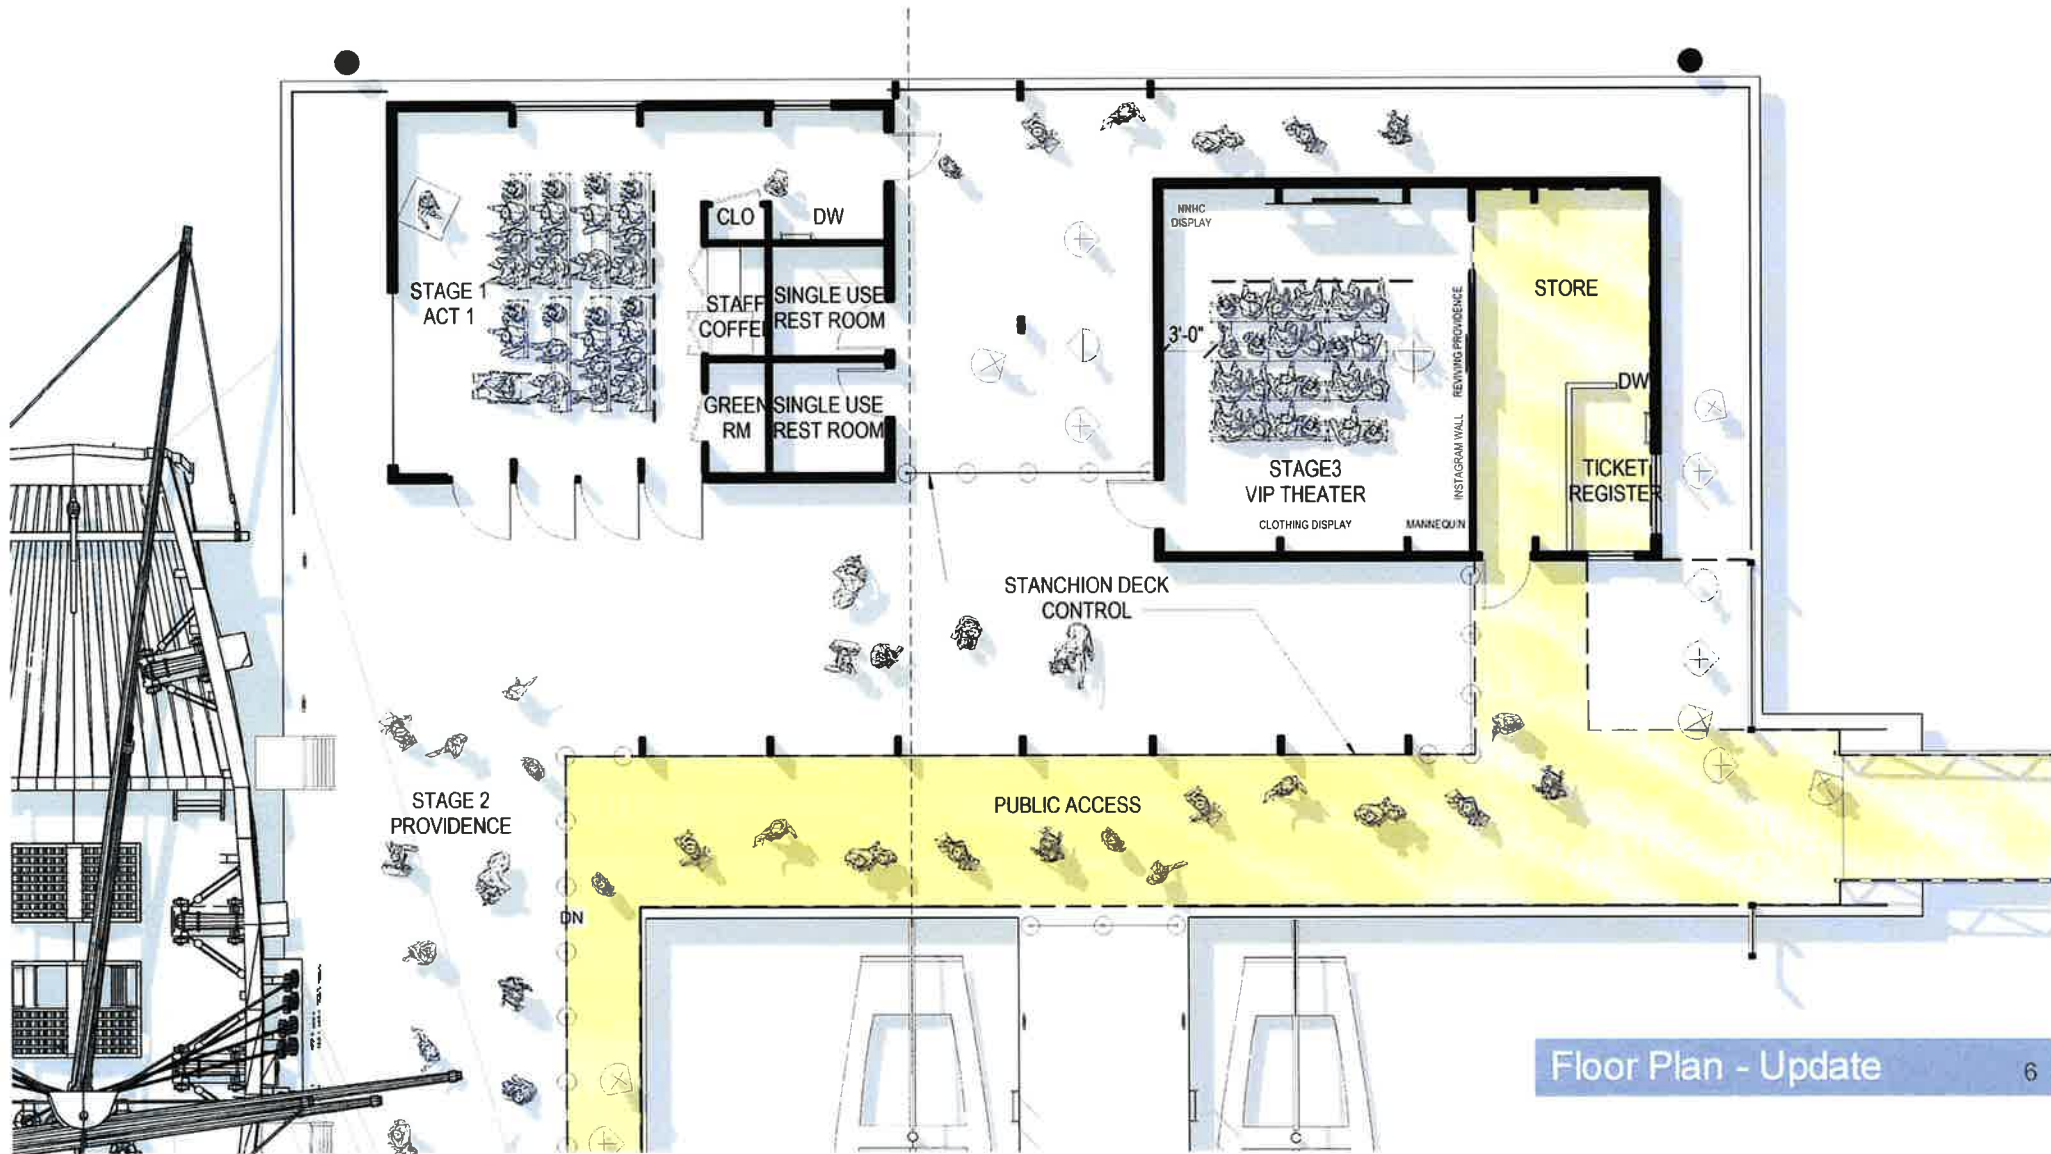 STAGE 1
ACT 1
CLO
DW
STAFF
COFFE
SINGLE USE
REST ROOM
GREEN
RM
SINGLE USE
REST ROOM
NNHC
DISPLAY
3'-0"
STAGE3
VIP THEATER
CLOTHING DISPLAY
MANNEQUIN
INSTAGRAM WALL
REVIVING PROVIDENCE
STORE
DW
TICKET
REGISTER
STANCHION DECK
CONTROL
STAGE 2
PROVIDENCE
PUBLIC ACCESS
DN
Floor Plan - Update
6